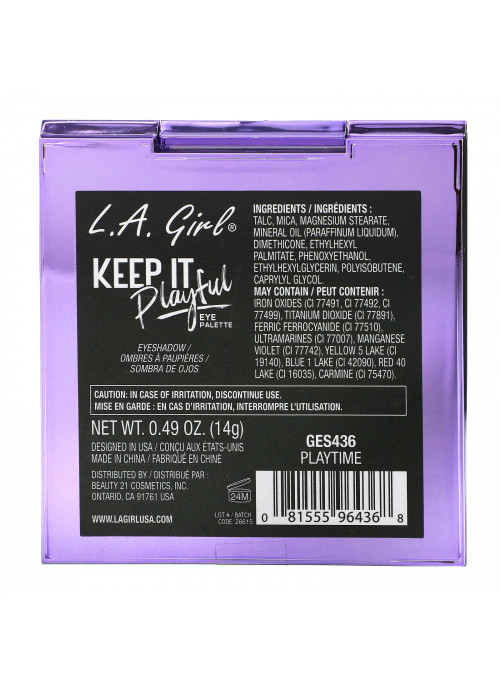 L.A. Girl®
KEEP IT
Playful
EYE
PALETTE
EYESHADOW /
OMBRES À PAUPIÈRES /
SOMBRA DE OJOS
INGREDIENTS / INGRÉDIENTS :
TALC, MICA, MAGNESIUM STEARATE,
MINERAL OIL (PARAFFINUM LIQUIDUM),
DIMETHICONE, ETHYLHEXYL
PALMITATE, PHENOXYETHANOL,
ETHYLHEXYLGLYCERIN, POLYISOBUTENE,
CAPRYLYL GLYCOL.
MAY CONTAIN / PEUT CONTENIR :
IRON OXIDES (CI 77491, CI 77492, CI
77499), TITANIUM DIOXIDE (CI 77891),
FERRIC FERROCYANIDE (CI 77510),
ULTRAMARINES (CI 77007), MANGANESE
VIOLET (CI 77742), YELLOW 5 LAKE (CI
19140), BLUE 1 LAKE (CI 42090), RED 40
LAKE (CI 16035), CARMINE (CI 75470).
CAUTION: IN CASE OF IRRITATION, DISCONTINUE USE.
MISE EN GARDE : EN CAS D'IRRITATION, INTERROMPRE L'UTILISATION.
NET WT. 0.49 OZ. (14g)
DESIGNED IN USA / CONÇU AUX ÉTATS-UNIS
MADE IN CHINA / FABRIQUÉ EN CHINE
DISTRIBUTED BY / DISTRIBUÉ PAR :
BEAUTY 21 COSMETICS, INC.
ONTARIO, CA 91761 USA
WWW.LAGIRLUSA.COM
24M
LOT # / BATCH
CODE: 26615
GES436
PLAYTIME
0 81555 96436 8